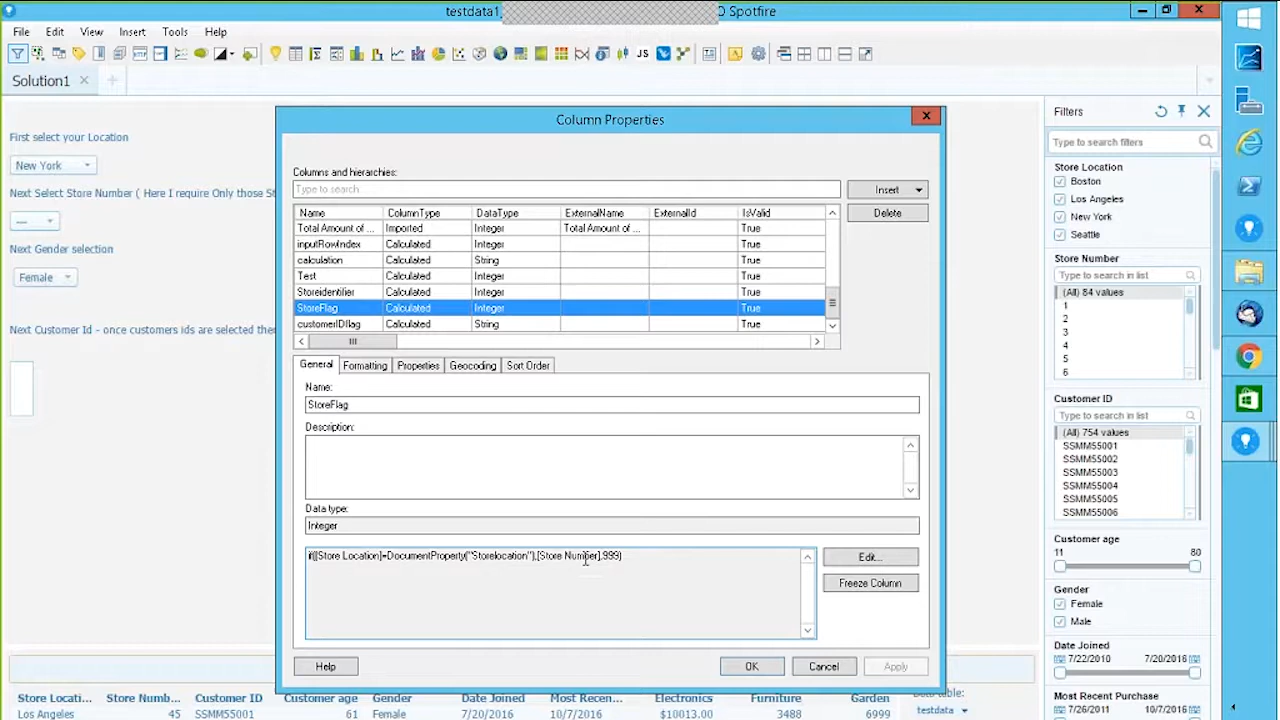 testdata1_ O Spotfire
File Edit View Insert Tools Help
JS
Solution1
First select your Location
New York
Next Select Store Number ( Here I require Only those St
---
Next Gender selection
Female
Next Customer Id - once customers ids are selected then
Column Properties
Columns and hierarchies:
Type to search
Insert
Delete
Name ColumnType DataType ExternalName ExternalId IsValid
Total Amount of ... Imported Integer Total Amount of ... True
inputRowIndex Calculated Integer True
calculation Calculated String True
Test Calculated Integer True
Storeidentifier Calculated Integer True
StoreFlag Calculated Integer True
customerIDflag Calculated String True
General Formatting Properties Geocoding Sort Order
Name:
StoreFlag
Description:
Data type:
Integer
if([Store Location]=DocumentProperty("Storelocation"),[Store Number],999)
Edit...
Freeze Column
Help OK Cancel Apply
Filters
Type to search filters
Store Location
Boston
Los Angeles
New York
Seattle
Store Number
Type to search in list
(All) 84 values
1
2
3
4
5
6
Customer ID
Type to search in list
(All) 754 values
SSMM55001
SSMM55002
SSMM55003
SSMM55004
SSMM55005
SSMM55006
Customer age
11 80
Gender
Female
Male
Date Joined
7/22/2010 7/20/2016
Most Recent Purchase
7/26/2011 10/7/2016
Store Locati... Store Numb... Customer ID Customer age Gender Date Joined Most Recen... Electronics Furniture Garden
Los Angeles 45 SSMM55001 61 Female 7/20/2016 10/7/2016 $10013.00 3488 6999
Data table:
testdata